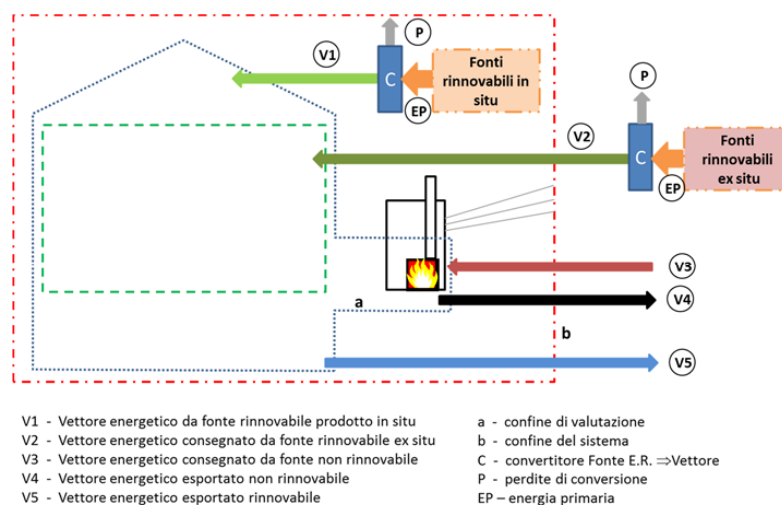 P
V1
C
Fonti
rinnovabili in
situ
EP
P
V2
C
Fonti
rinnovabili
ex situ
EP
V3
a
V4
b
V5
V1 - Vettore energetico da fonte rinnovabile prodotto in situ
V2 - Vettore energetico consegnato da fonte rinnovabile ex situ
V3 - Vettore energetico consegnato da fonte non rinnovabile
V4 - Vettore energetico esportato non rinnovabile
V5 - Vettore energetico esportato rinnovabile
a - confine di valutazione
b - confine del sistema
C - convertitore Fonte E.R. ⇒Vettore
P - perdite di conversione
EP – energia primaria